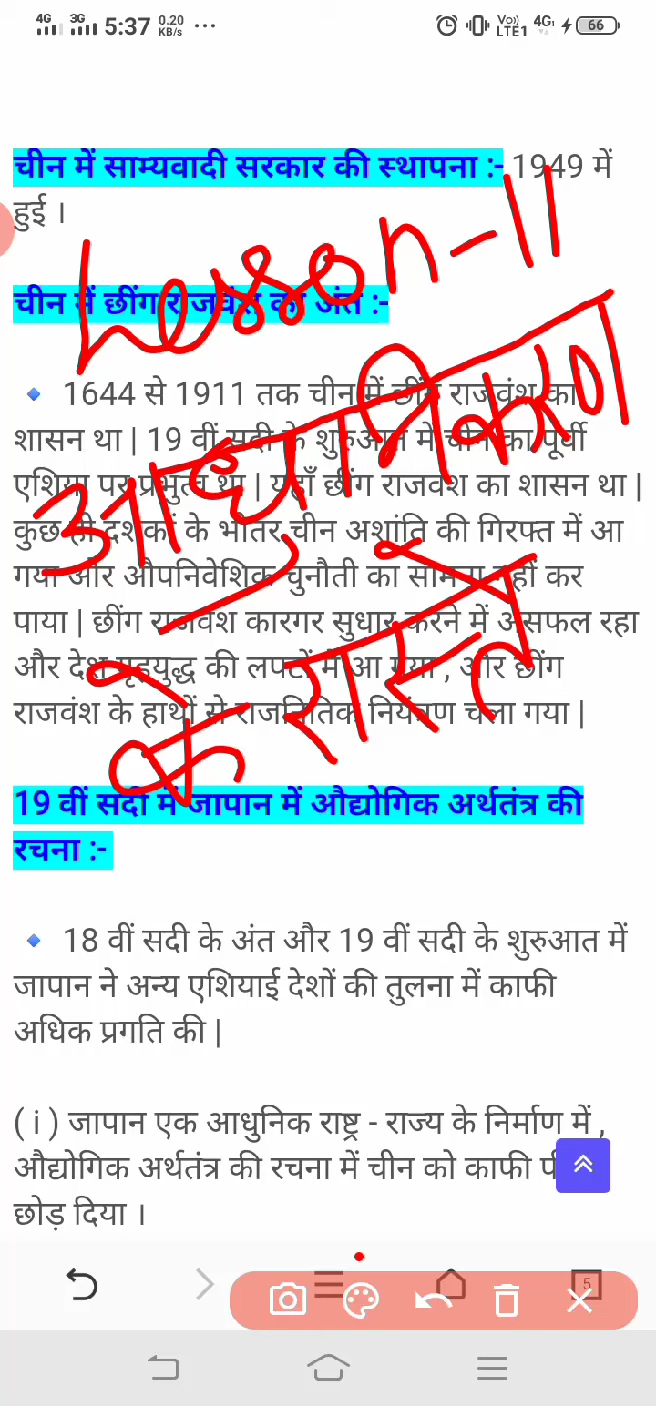 4G 3G 5:37 0.20 KB/s ... Vo)) LTE1 4G 66
चीन में साम्यवादी सरकार की स्थापना :- 1949 में
हुई ।
Lesson-11
चीन में छींग राजवंश का अंत :-
आधुनिकरण
के रास्ते
🔹 1644 से 1911 तक चीन में छींग राजवंश का
शासन था | 19 वीं सदी के शुरुआत में चीन का पूर्वी
एशिया पर प्रभुत्व था | यहाँ छींग राजवंश का शासन था |
कुछ ही दशकों के भीतर चीन अशांति की गिरफ्त में आ
गया और औपनिवेशिक चुनौती का सामना नहीं कर
पाया | छींग राजवंश कारगर सुधार करने में असफल रहा
और देश गृहयुद्ध की लपटों में आ गया , और छींग
राजवंश के हाथों से राजनितिक नियंत्रण चला गया |
19 वीं सदी में जापान में औद्योगिक अर्थतंत्र की
रचना :-
🔹 18 वीं सदी के अंत और 19 वीं सदी के शुरुआत में
जापान ने अन्य एशियाई देशों की तुलना में काफी
अधिक प्रगति की |
( i ) जापान एक आधुनिक राष्ट्र - राज्य के निर्माण में ,
औद्योगिक अर्थतंत्र की रचना में चीन को काफी
छोड़ दिया ।
5